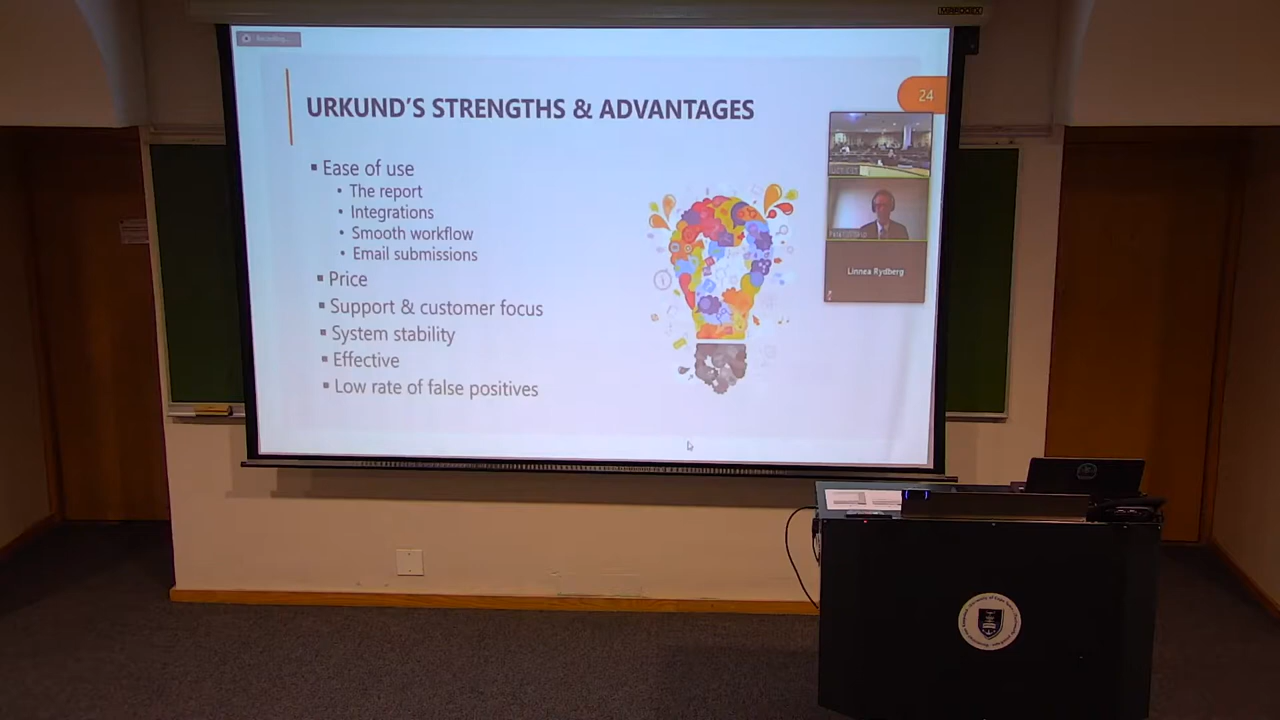 Recording...
24
URKUND'S STRENGTHS & ADVANTAGES
▪ Ease of use
• The report
• Integrations
• Smooth workflow
• Email submissions
▪ Price
▪ Support & customer focus
▪ System stability
▪ Effective
▪ Low rate of false positives
Linnea Rydberg